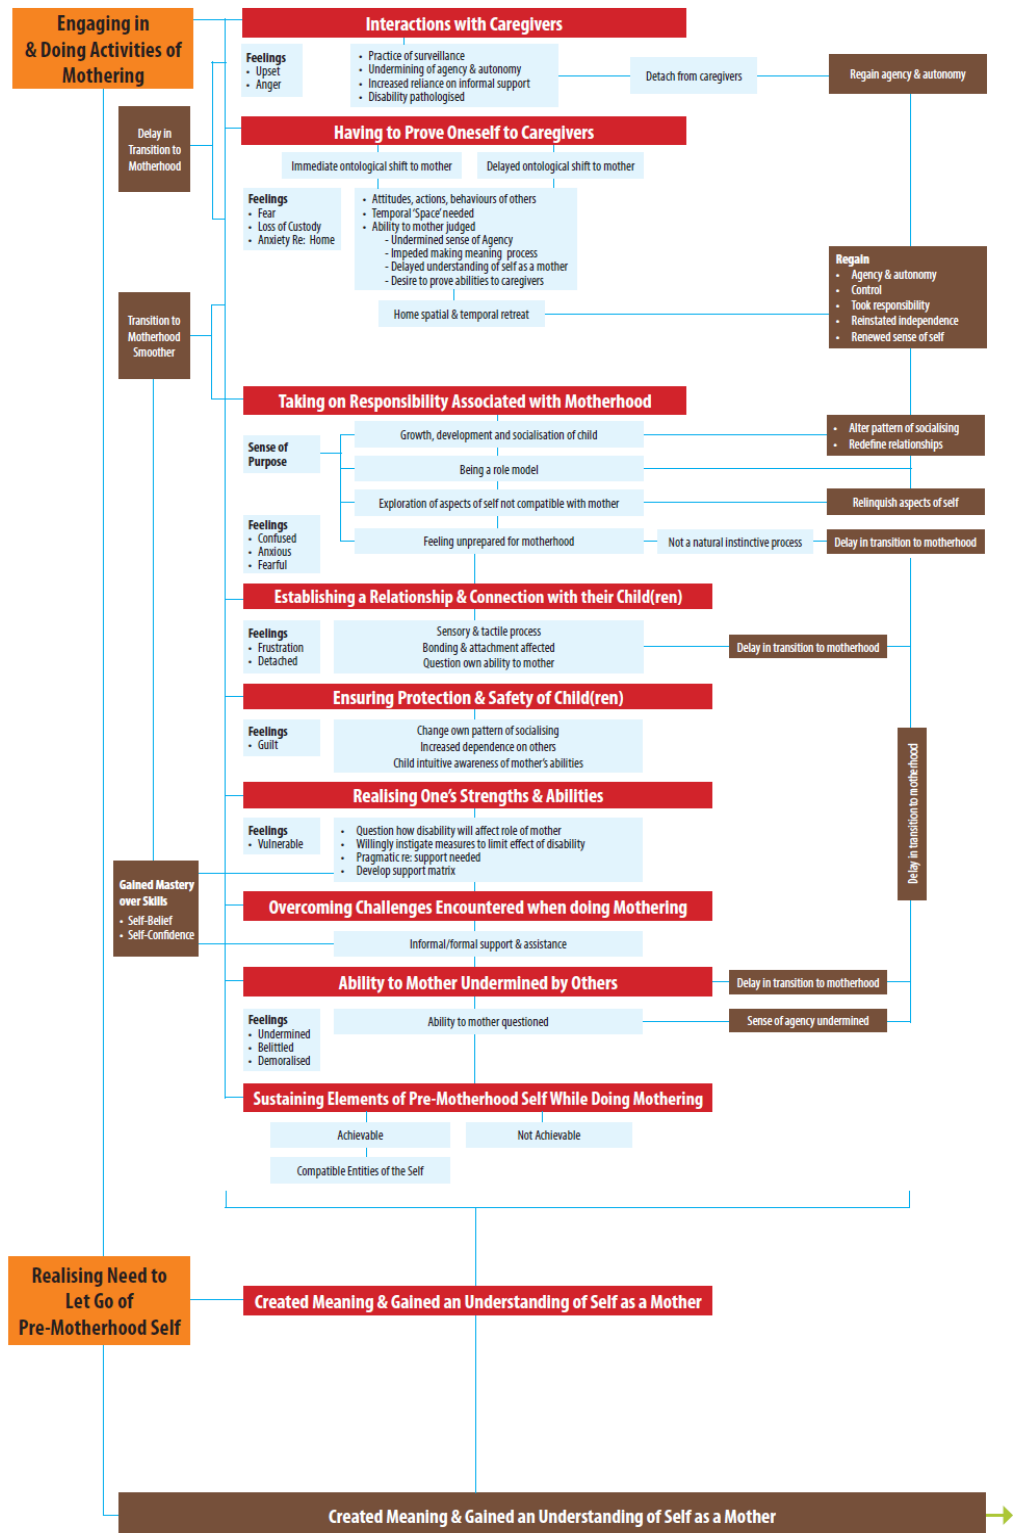 Engaging in
& Doing Activities of
Mothering
Interactions with Caregivers
Feelings
• Upset
• Anger
• Practice of surveillance
• Undermining of agency & autonomy
• Increased reliance on informal support
• Disability pathologised
Detach from caregivers
Regain agency & autonomy
Delay in
Transition to
Motherhood
Having to Prove Oneself to Caregivers
Immediate ontological shift to mother
Delayed ontological shift to mother
Feelings
• Fear
• Loss of Custody
• Anxiety Re: Home
• Attitudes, actions, behaviours of others
• Temporal ‘Space’ needed
• Ability to mother judged
- Undermined sense of Agency
- Impeded making meaning process
- Delayed understanding of self as a mother
- Desire to prove abilities to caregivers
Home spatial & temporal retreat
Regain
• Agency & autonomy
• Control
• Took responsibility
• Reinstated independence
• Renewed sense of self
Transition to
Motherhood
Smoother
Taking on Responsibility Associated with Motherhood
Sense of
Purpose
Growth, development and socialisation of child
• Alter pattern of socialising
• Redefine relationships
Being a role model
Exploration of aspects of self not compatible with mother
Relinquish aspects of self
Feelings
• Confused
• Anxious
• Fearful
Feeling unprepared for motherhood
Not a natural instinctive process
Delay in transition to motherhood
Establishing a Relationship & Connection with their Child(ren)
Feelings
• Frustration
• Detached
Sensory & tactile process
Bonding & attachment affected
Question own ability to mother
Delay in transition to motherhood
Ensuring Protection & Safety of Child(ren)
Feelings
• Guilt
Change own pattern of socialising
Increased dependence on others
Child intuitive awareness of mother’s abilities
Delay in transition to motherhood
Realising One’s Strengths & Abilities
Feelings
• Vulnerable
• Question how disability will affect role of mother
• Willingly instigate measures to limit effect of disability
• Pragmatic re: support needed
• Develop support matrix
Gained Mastery
over Skills
• Self-Belief
• Self-Confidence
Overcoming Challenges Encountered when doing Mothering
Informal/formal support & assistance
Ability to Mother Undermined by Others
Delay in transition to motherhood
Feelings
• Undermined
• Belittled
• Demoralised
Ability to mother questioned
Sense of agency undermined
Sustaining Elements of Pre-Motherhood Self While Doing Mothering
Achievable
Not Achievable
Compatible Entities of the Self
Realising Need to
Let Go of
Pre-Motherhood Self
Created Meaning & Gained an Understanding of Self as a Mother
Created Meaning & Gained an Understanding of Self as a Mother